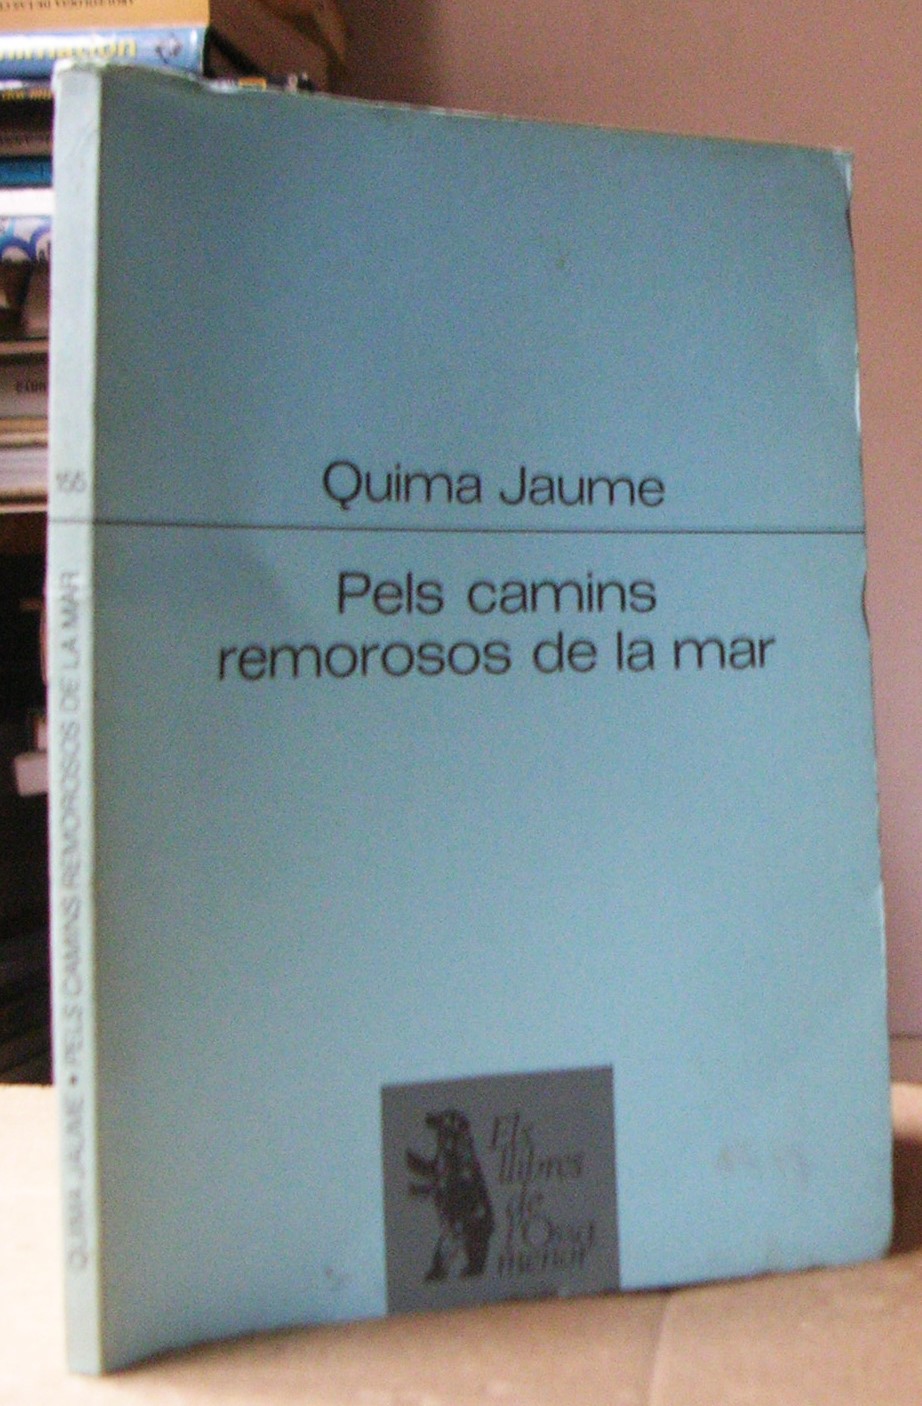 Quima Jaume
Pels camins
remorosos de la mar
Els
llibres
de
l'Ossa
menor
155
QUIMA JAUME • PELS CAMINS REMOROSOS DE LA MAR